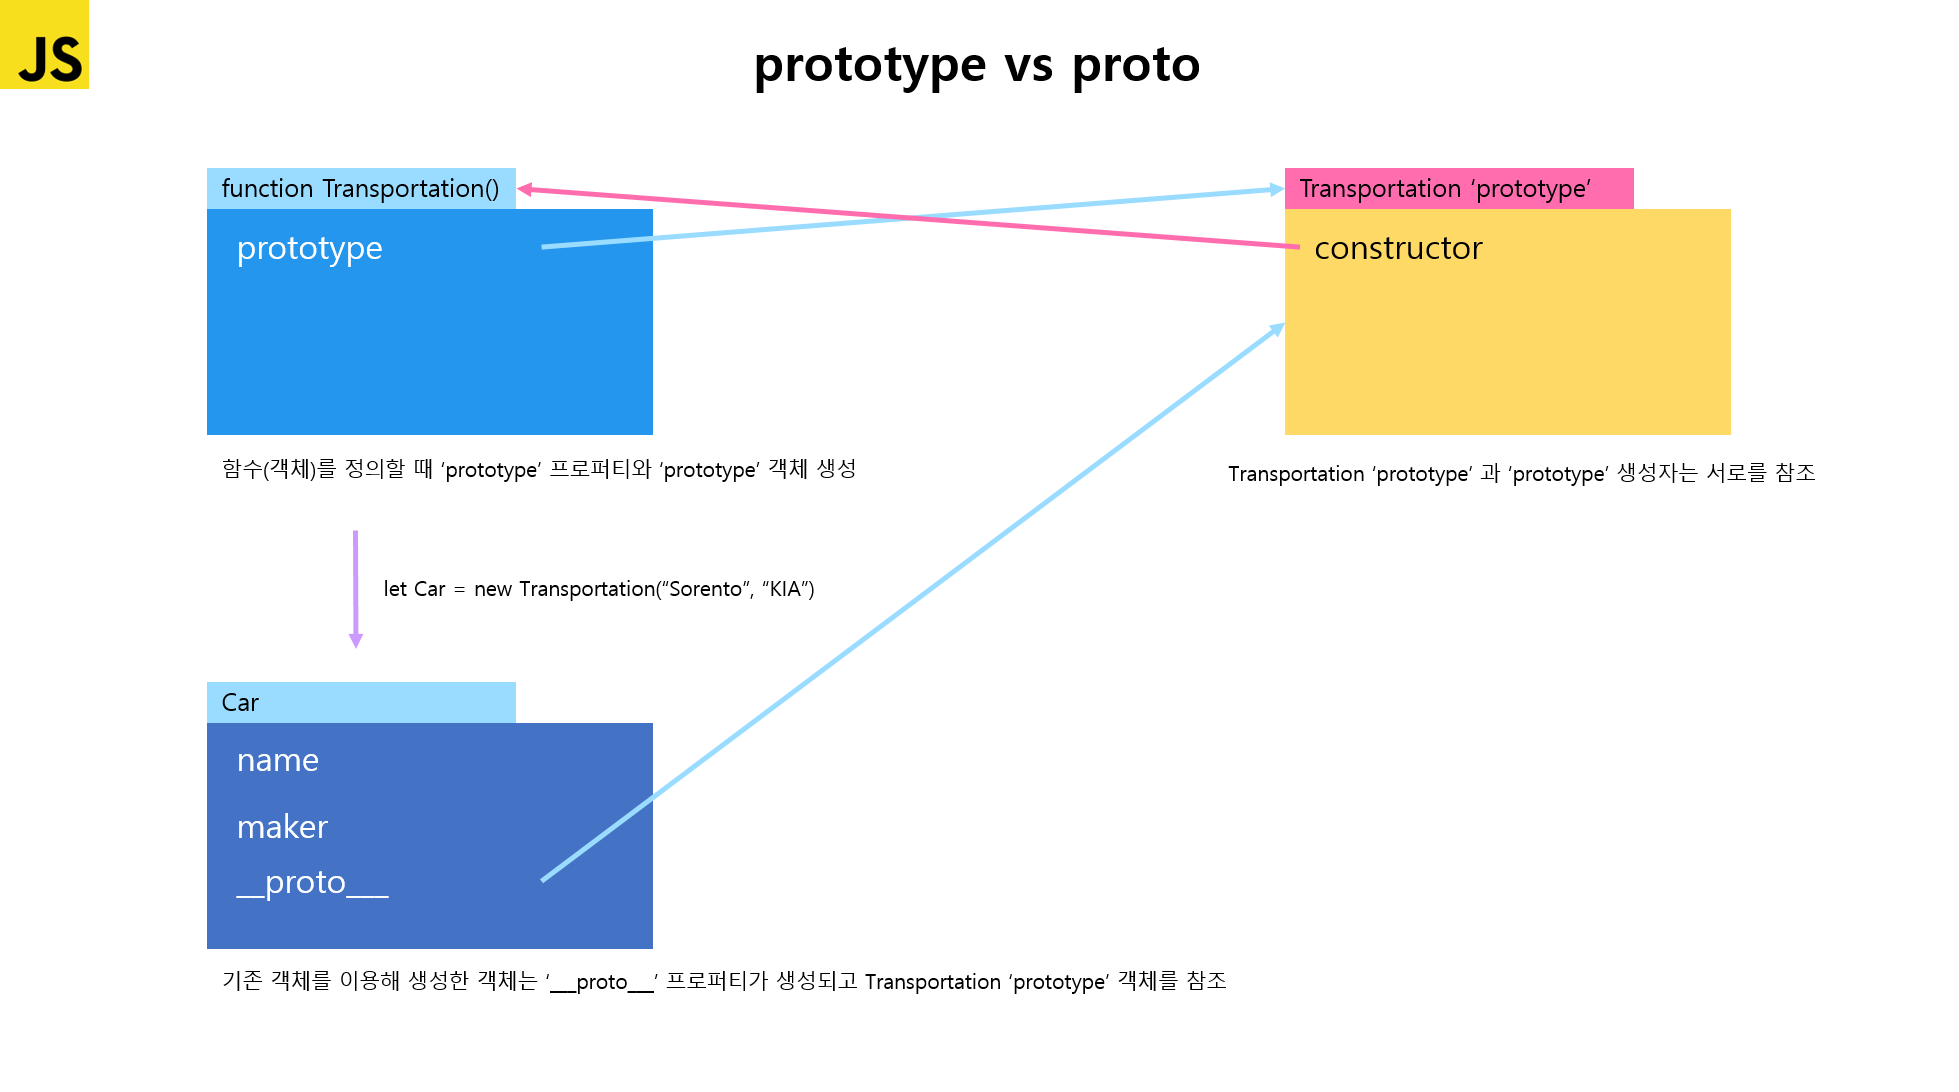 JS
prototype vs proto
function Transportation()
prototype
Transportation ‘prototype’
constructor
함수(객체)를 정의할 때 ‘prototype’ 프로퍼티와 ‘prototype’ 객체 생성
Transportation ‘prototype’ 과 ‘prototype’ 생성자는 서로를 참조
let Car = new Transportation(“Sorento”, “KIA”)
Car
name
maker
__proto___
기존 객체를 이용해 생성한 객체는 ‘___proto___’ 프로퍼티가 생성되고 Transportation ‘prototype’ 객체를 참조